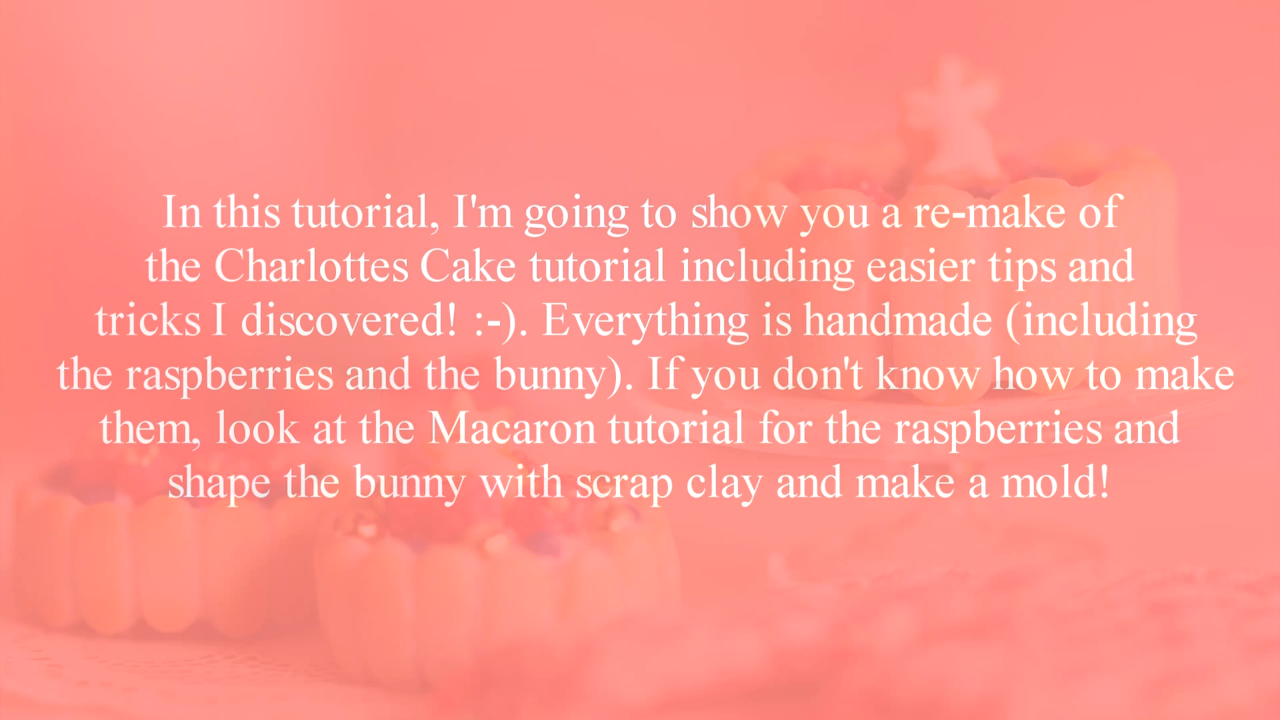 In this tutorial, I'm going to show you a re-make of
the Charlottes Cake tutorial including easier tips and
tricks I discovered! :-). Everything is handmade (including
the raspberries and the bunny). If you don't know how to make
them, look at the Macaron tutorial for the raspberries and
shape the bunny with scrap clay and make a mold!